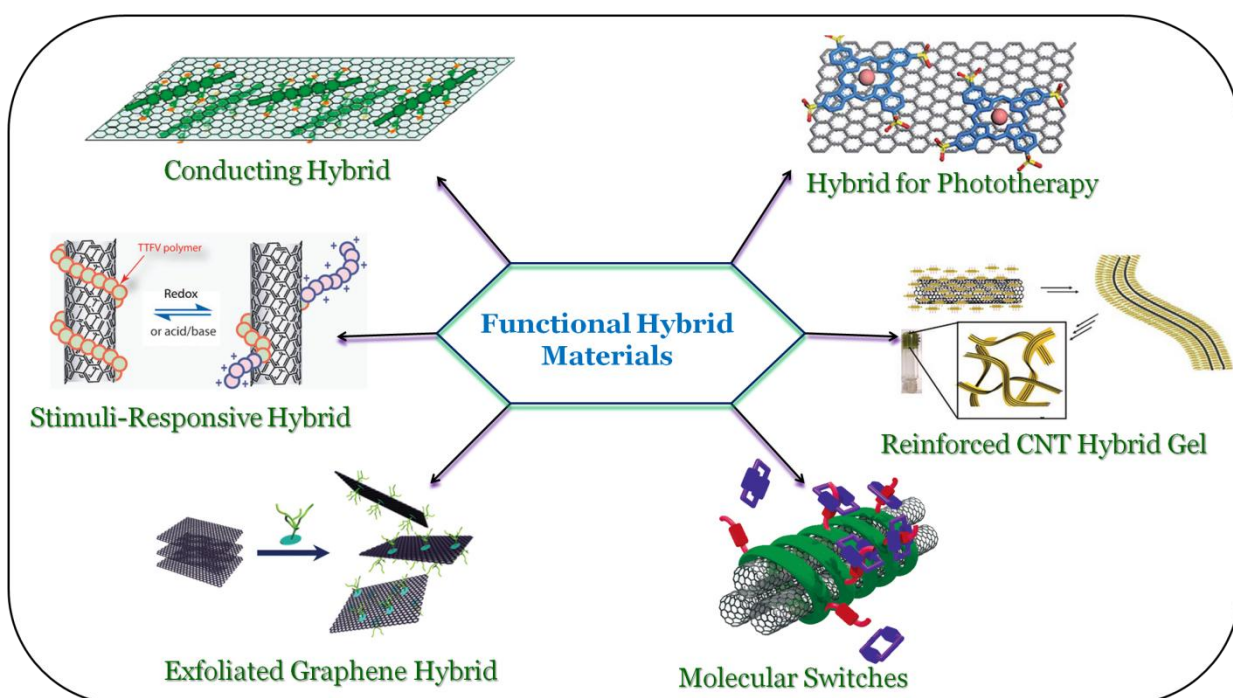 Conducting Hybrid
Hybrid for Phototherapy
TTFV polymer
Redox
or acid/base
Stimuli-Responsive Hybrid
Functional Hybrid
Materials
Reinforced CNT Hybrid Gel
Exfoliated Graphene Hybrid
Molecular Switches